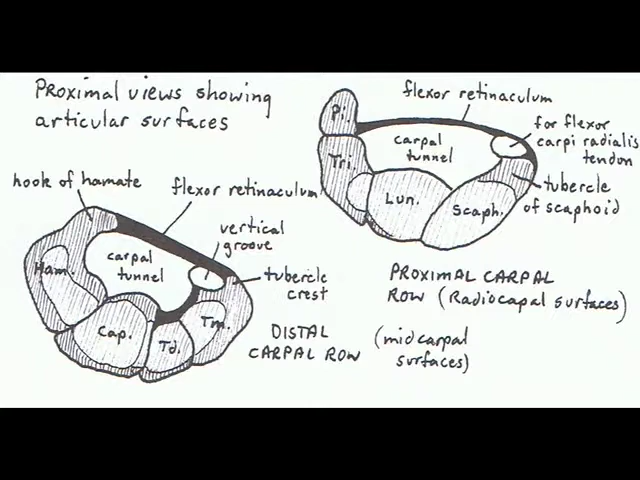 Proximal views showing
articular surfaces
flexor retinaculum
for flexor
carpi radialis
tendon
carpal
tunnel
Pi.
Tri.
Lun.
Scaph.
tubercle
of scaphoid
PROXIMAL CARPAL
ROW (Radiocapal surfaces)
hook of hamate
flexor retinaculum
vertical
groove
carpal
tunnel
tubercle
crest
Ham.
Cap.
Td.
Tm.
DISTAL
CARPAL ROW
(midcarpal
surfaces)